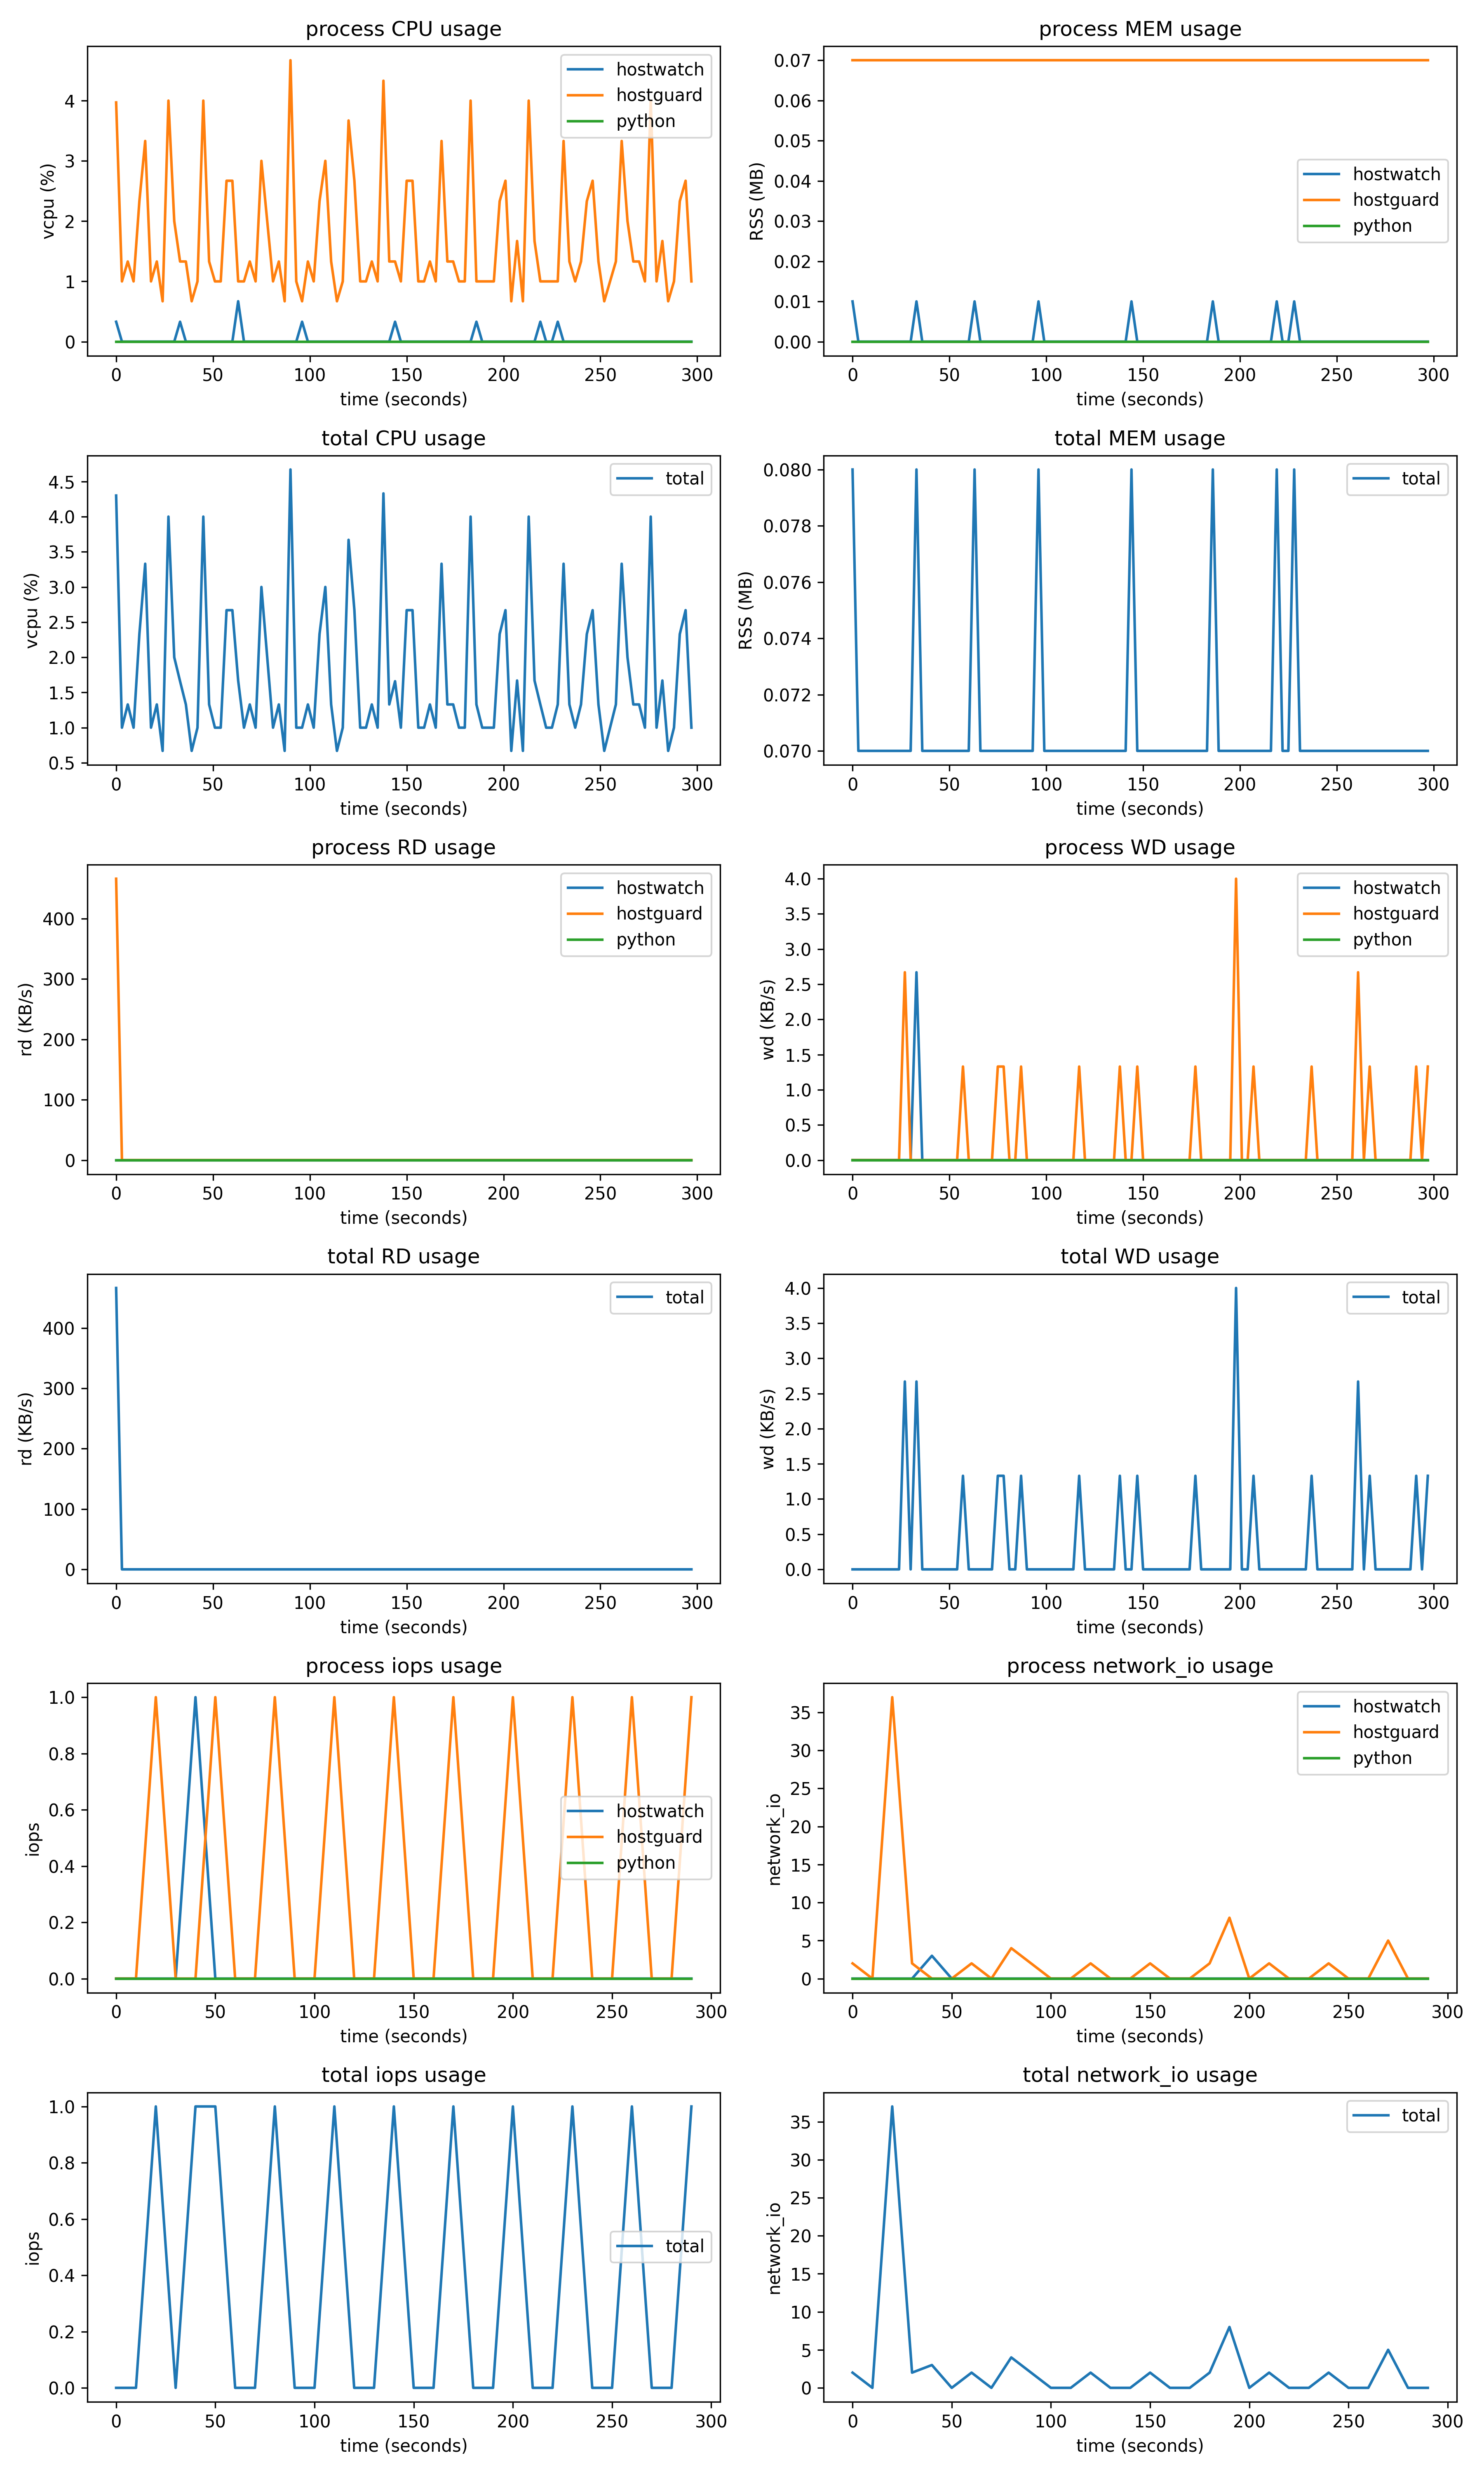 process CPU usage
vcpu (%)
4
3
2
1
0
hostwatch
hostguard
python
0 50 100 150 200 250 300
time (seconds)
process MEM usage
RSS (MB)
0.07
0.06
0.05
0.04
0.03
0.02
0.01
0.00
hostwatch
hostguard
python
0 50 100 150 200 250 300
time (seconds)
total CPU usage
vcpu (%)
4.5
4.0
3.5
3.0
2.5
2.0
1.5
1.0
0.5
total
0 50 100 150 200 250 300
time (seconds)
total MEM usage
RSS (MB)
0.080
0.078
0.076
0.074
0.072
0.070
total
0 50 100 150 200 250 300
time (seconds)
process RD usage
rd (KB/s)
400
300
200
100
0
hostwatch
hostguard
python
0 50 100 150 200 250 300
time (seconds)
process WD usage
wd (KB/s)
4.0
3.5
3.0
2.5
2.0
1.5
1.0
0.5
0.0
hostwatch
hostguard
python
0 50 100 150 200 250 300
time (seconds)
total RD usage
rd (KB/s)
400
300
200
100
0
total
0 50 100 150 200 250 300
time (seconds)
total WD usage
wd (KB/s)
4.0
3.5
3.0
2.5
2.0
1.5
1.0
0.5
0.0
total
0 50 100 150 200 250 300
time (seconds)
process iops usage
iops
1.0
0.8
0.6
0.4
0.2
0.0
hostwatch
hostguard
python
0 50 100 150 200 250 300
time (seconds)
process network_io usage
network_io
35
30
25
20
15
10
5
0
hostwatch
hostguard
python
0 50 100 150 200 250 300
time (seconds)
total iops usage
iops
1.0
0.8
0.6
0.4
0.2
0.0
total
0 50 100 150 200 250 300
time (seconds)
total network_io usage
network_io
35
30
25
20
15
10
5
0
total
0 50 100 150 200 250 300
time (seconds)